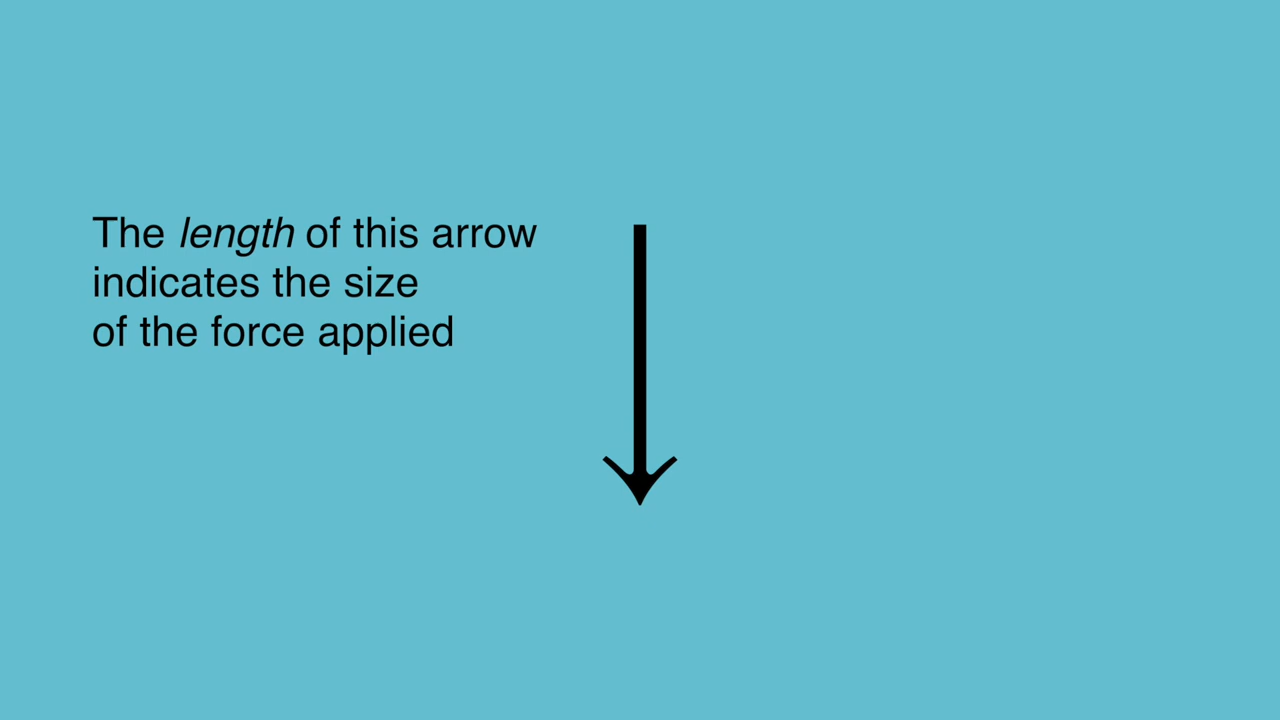 The length of this arrow
indicates the size
of the force applied